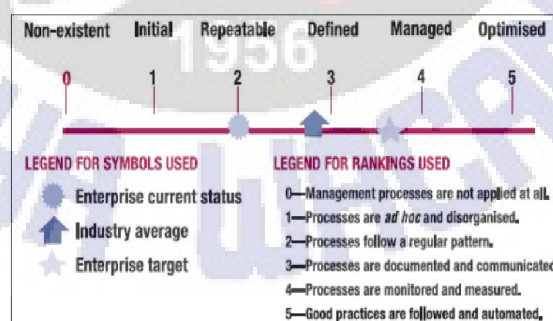 Non-existent Initial Repeatable Defined Managed Optimised
1956
0 1 2 3 4 5
LEGEND FOR SYMBOLS USED
Enterprise current status
Industry average
Enterprise target
LEGEND FOR RANKINGS USED
0—Management processes are not applied at all.
1—Processes are ad hoc and disorganised.
2—Processes follow a regular pattern.
3—Processes are documented and communicated
4—Processes are monitored and measured.
5—Good practices are followed and automated.